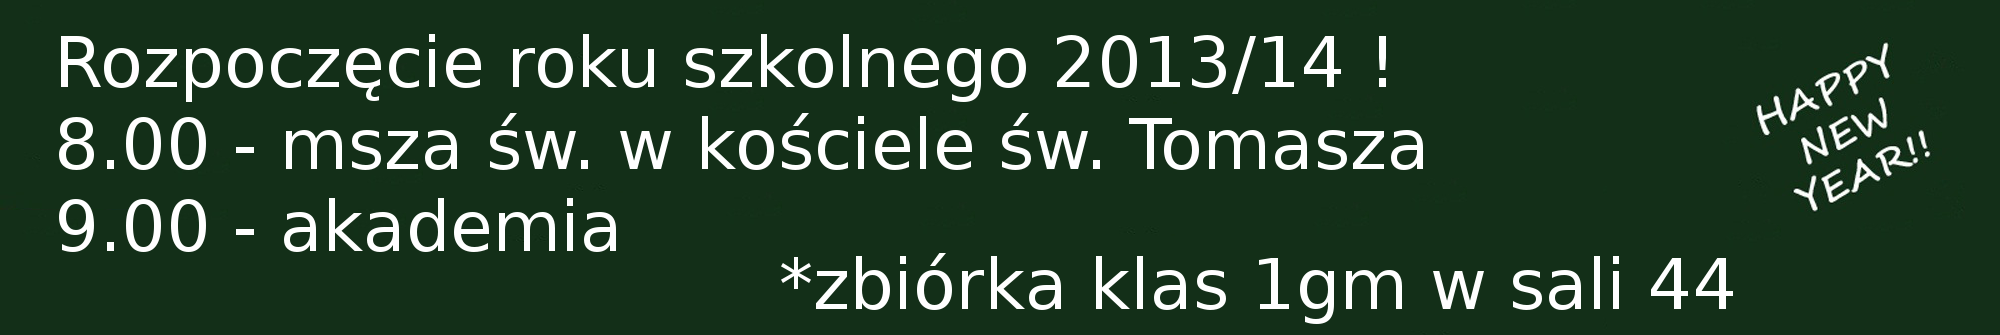 Rozpoczęcie roku szkolnego 2013/14 !
8.00 - msza św. w kościele św. Tomasza
9.00 - akademia
*zbiórka klas 1gm w sali 44
HAPPY
NEW
YEAR!!